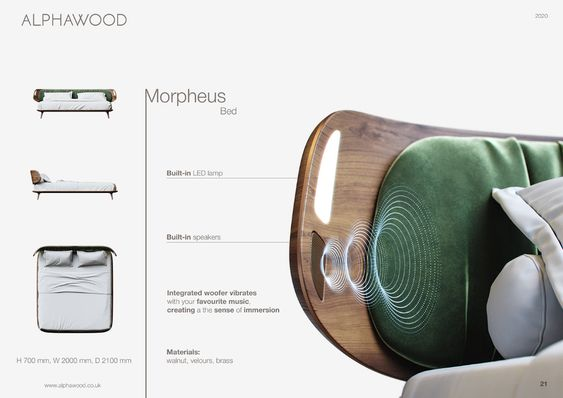 ALPHAWOOD
2020
Morpheus
Bed
Built-in LED lamp
Built-in speakers
Integrated woofer vibrates
with your favourite music,
creating a the sense of immersion
Materials:
walnut, velours, brass
H 700 mm, W 2000 mm, D 2100 mm
www.alphawood.co.uk
21